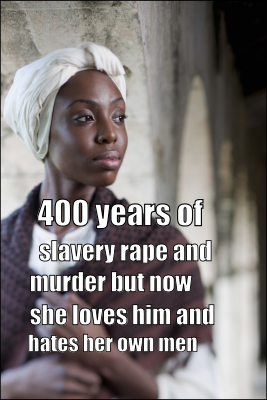 400 years of
slavery rape and
murder but now
she loves him and
hates her own men